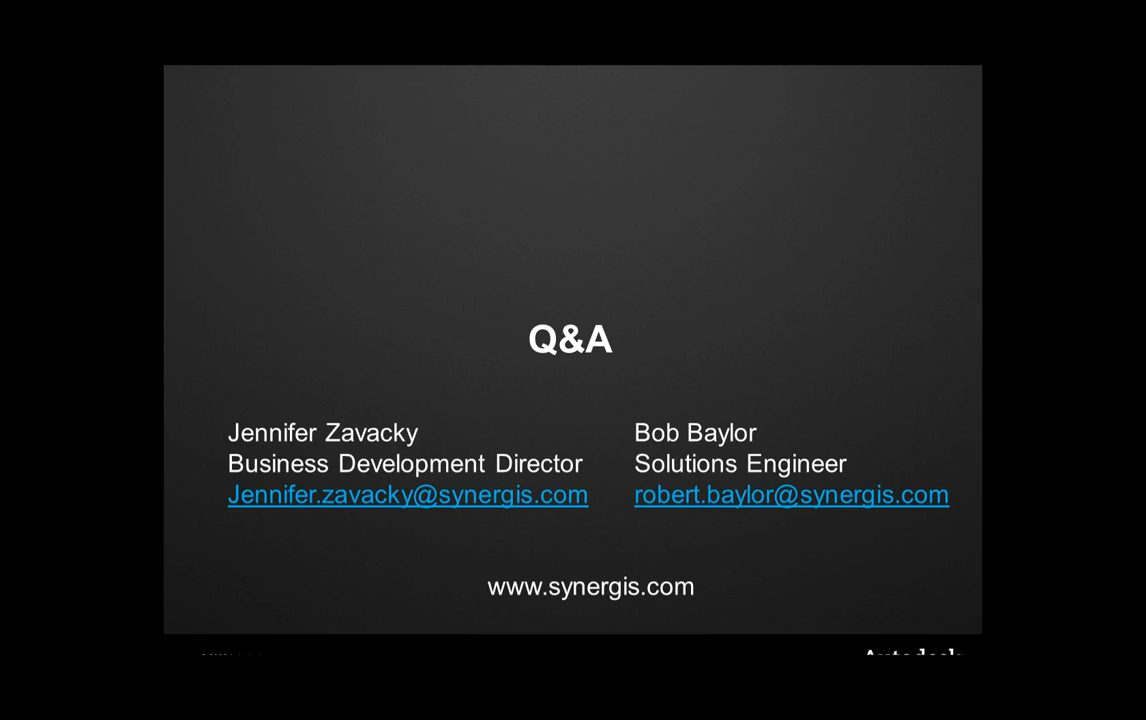 Q&A
Jennifer Zavacky
Business Development Director
Jennifer.zavacky@synergis.com
Bob Baylor
Solutions Engineer
robert.baylor@synergis.com
www.synergis.com
Autodesk